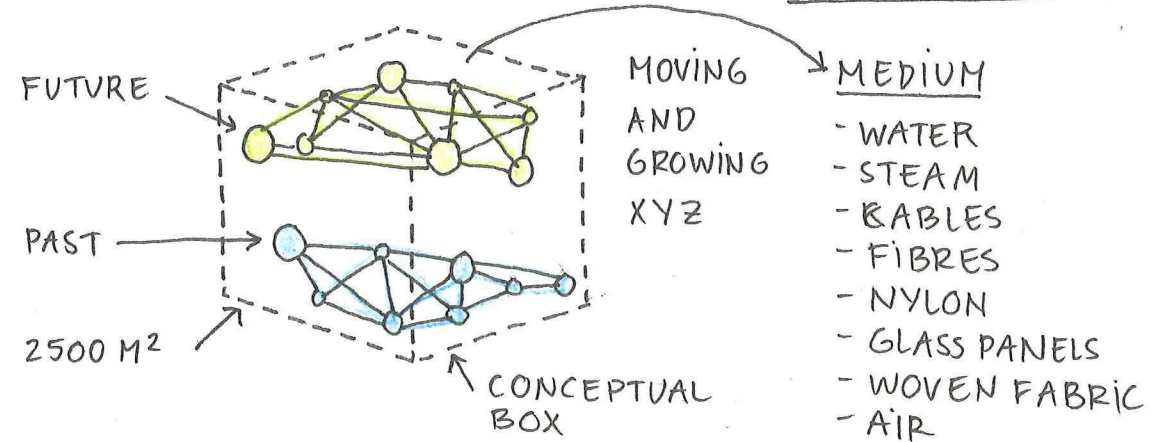 FUTURE
PAST
2500 M²
CONCEPTUAL
BOX
MOVING
AND
GROWING
XYZ
MEDIUM
- WATER
- STEAM
- CABLES
- FIBRES
- NYLON
- GLASS PANELS
- WOVEN FABRIC
- AIR